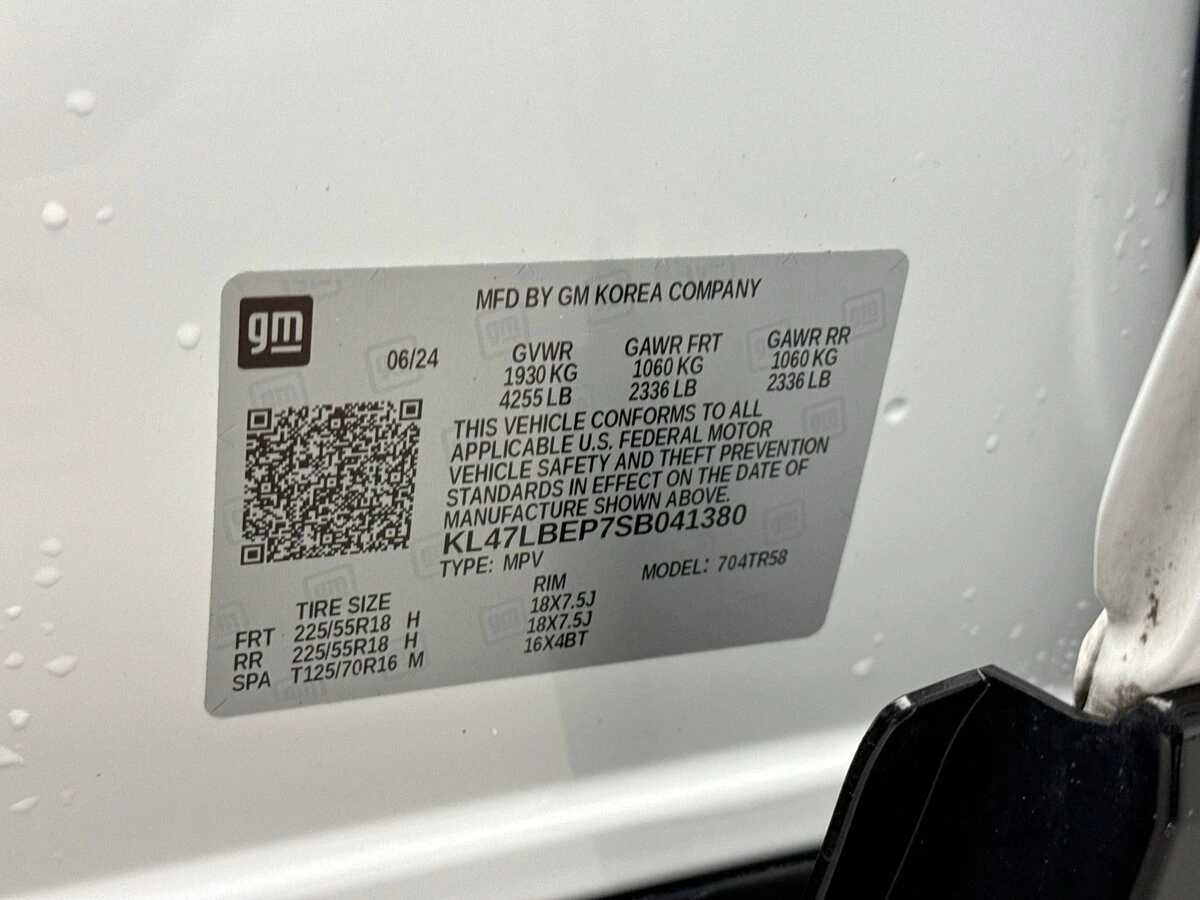 gm
MFD BY GM KOREA COMPANY
06/24
GVWR GAWR FRT GAWR RR
1930 KG 1060 KG 1060 KG
4255 LB 2336 LB 2336 LB
THIS VEHICLE CONFORMS TO ALL
APPLICABLE U.S. FEDERAL MOTOR
VEHICLE SAFETY AND THEFT PREVENTION
STANDARDS IN EFFECT ON THE DATE OF
MANUFACTURE SHOWN ABOVE.
KL47LBEP7SB041380
TYPE: MPV MODEL: 704TR58
TIRE SIZE RIM
FRT 225/55R18 H 18X7.5J
RR 225/55R18 H 18X7.5J
SPA T125/70R16 M 16X4BT